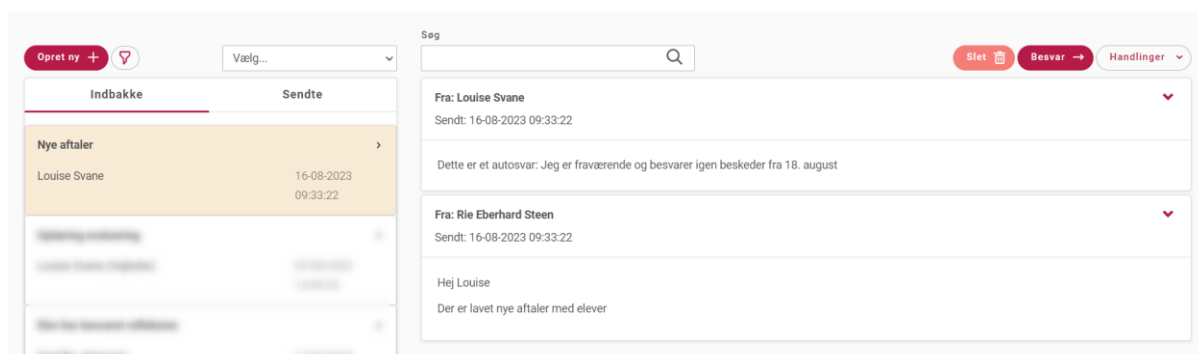 Opret ny
Vælg...
Søg
Slet
Besvar
Handlinger
Indbakke
Sendte
Nye aftaler
Louise Svane
16-08-2023
09:33:22
Fra: Louise Svane
Sendt: 16-08-2023 09:33:22
Dette er et autosvar: Jeg er fraværende og besvarer igen beskeder fra 18. august
Fra: Rie Eberhard Steen
Sendt: 16-08-2023 09:33:22
Hej Louise
Der er lavet nye aftaler med elever